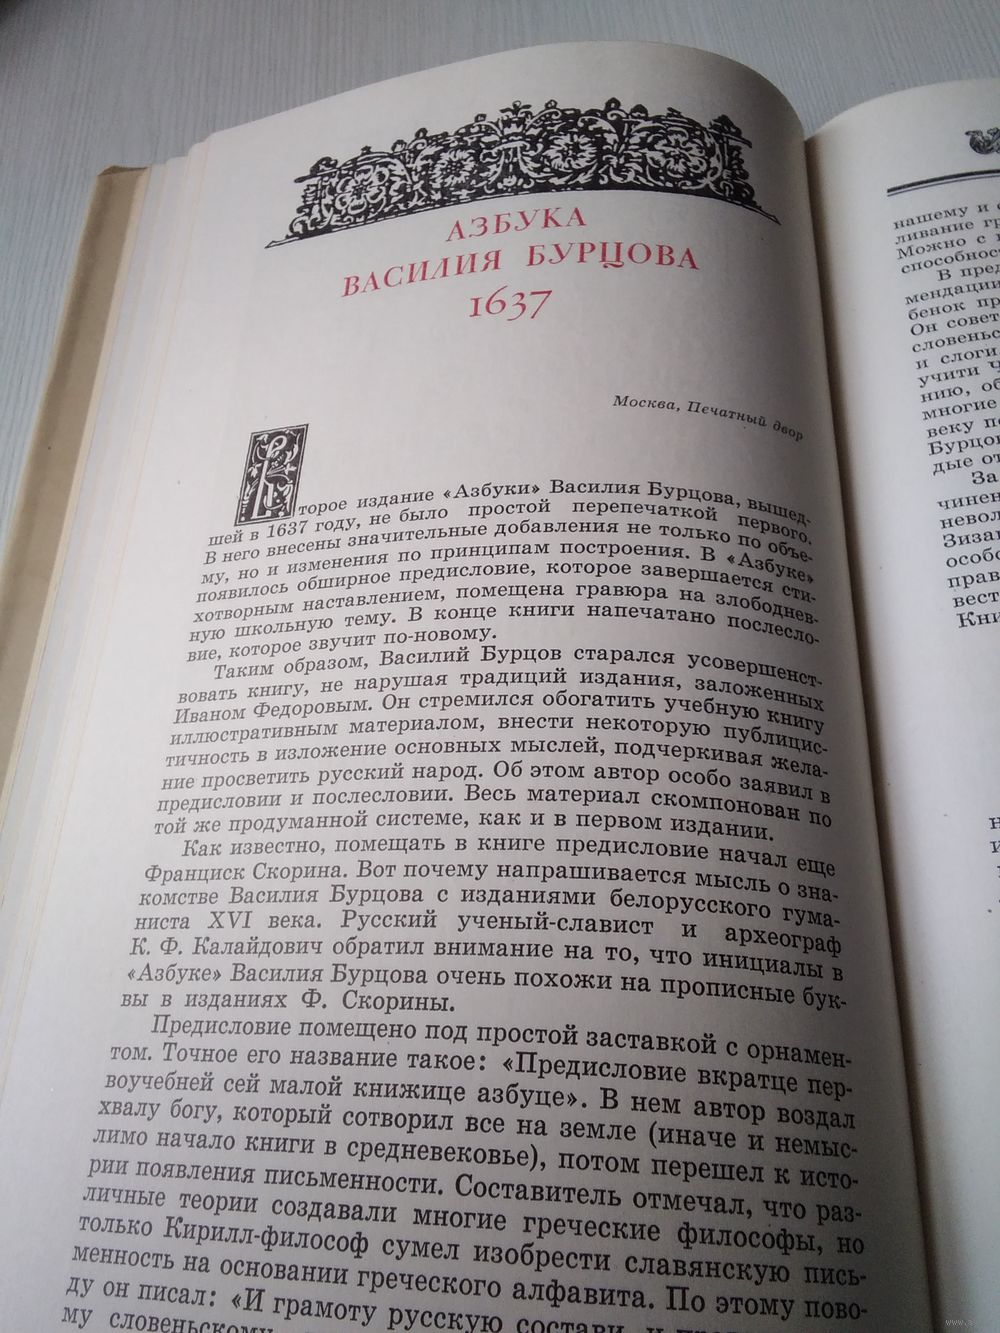 АЗБУКА
ВАСИЛИЯ БУРЦОВА
1637
Москва, Печатный двор
Второе издание «Азбуки» Василия Бурцова, вышед-
шей в 1637 году, не было простой перепечаткой первого.
В него внесены значительные добавления не только по объе-
му, но и изменения по принципам построения. В «Азбуке»
появилось обширное предисловие, которое завершается сти-
хотворным наставлением, помещена гравюра на злободнев-
ную школьную тему. В конце книги напечатано послесло-
вие, которое звучит по-новому.
Таким образом, Василий Бурцов старался усовершенст-
вовать книгу, не нарушая традиций издания, заложенных
Иваном Федоровым. Он стремился обогатить учебную книгу
иллюстративным материалом, внести некоторую публицис-
тичность в изложение основных мыслей, подчеркивая жела-
ние просветить русский народ. Об этом автор особо заявил в
предисловии и послесловии. Весь материал скомпонован по
той же продуманной системе, как и в первом издании.
Как известно, помещать в книге предисловие начал еще
Франциск Скорина. Вот почему напрашивается мысль о зна-
комстве Василия Бурцова с изданиями белорусского гума-
ниста XVI века. Русский ученый-славист и археограф
К. Ф. Калайдович обратил внимание на то, что инициалы в
«Азбуке» Василия Бурцова очень похожи на прописные бук-
вы в изданиях Ф. Скорины.
Предисловие помещено под простой заставкой с орнамен-
том. Точное его название такое: «Предисловие вкратце пер-
воучебней сей малой книжице азбуце». В нем автор воздал
хвалу богу, который сотворил все на земле (иначе и немыс-
лимо начало книги в средневековье), потом перешел к исто-
рии появления письменности. Составитель отмечал, что раз-
личные теории создавали многие греческие философы, но
только Кирилл-философ сумел изобрести славянскую пись-
менность на основании греческого алфавита. По этому пово-
ду он писал: «И грамоту русскую состави, и
му словеньскому
нашему и
ливание гр
Можно с
способнос
В пред
мендации
бенок пр
Он совет
словеньс
и слоги
учити
нию, об
многие
веку по
Бурцо
дые от
За
чинен
невол
Зизан
особо
прав
вест
Кни